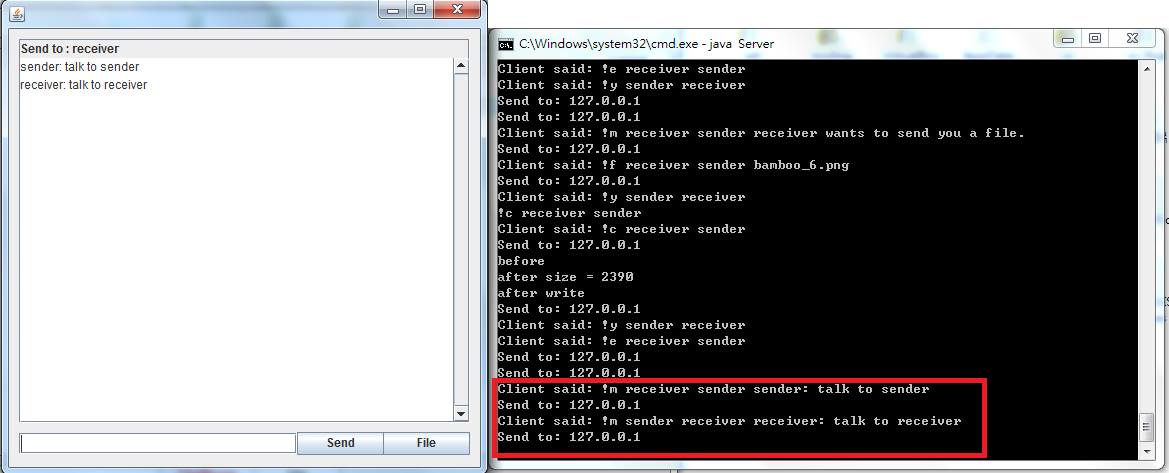 Send to : receiver
sender: talk to sender
receiver: talk to receiver
Send
File
C:\Windows\system32\cmd.exe - java Server
Client said: !e receiver sender
Client said: !y sender receiver
Send to: 127.0.0.1
Send to: 127.0.0.1
Client said: !m receiver sender receiver wants to send you a file.
Send to: 127.0.0.1
Client said: !f receiver sender bamboo_6.png
Send to: 127.0.0.1
Client said: !y sender receiver
!c receiver sender
Client said: !c receiver sender
Send to: 127.0.0.1
before
after size = 2390
after write
Send to: 127.0.0.1
Client said: !y sender receiver
Client said: !e receiver sender
Send to: 127.0.0.1
Send to: 127.0.0.1
Client said: !m receiver sender sender: talk to sender
Send to: 127.0.0.1
Client said: !m sender receiver receiver: talk to receiver
Send to: 127.0.0.1